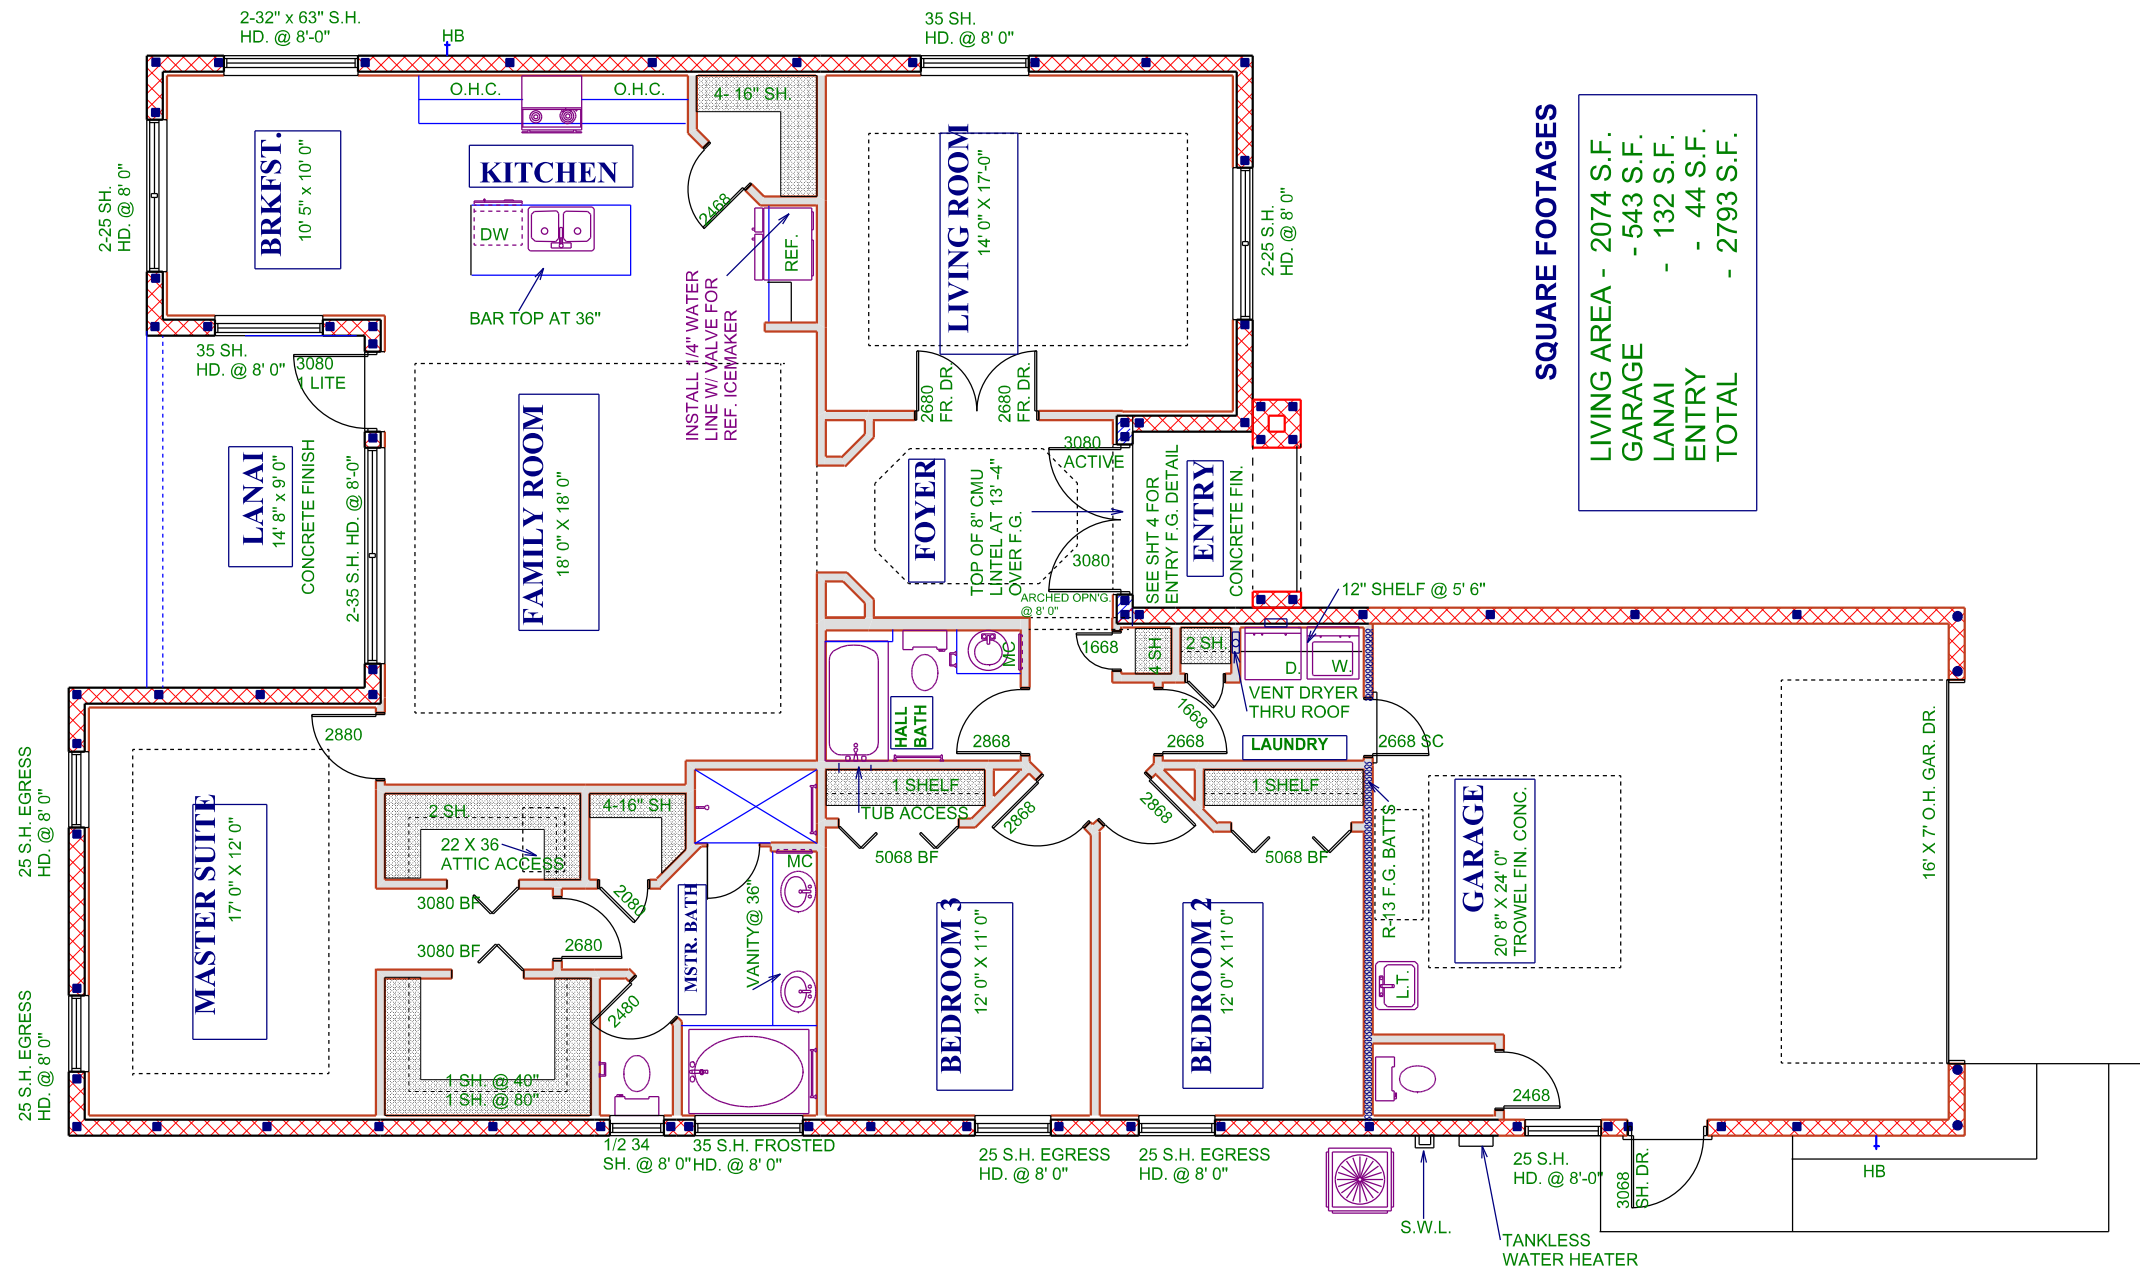 2-32" x 63" S.H.
HD. @ 8'-0"
HB
35 SH.
HD. @ 8' 0"
O.H.C.
O.H.C.
4- 16" SH.
2-25 SH.
HD. @ 8' 0"
BRKFST.
10' 5" x 10' 0"
KITCHEN
DW
BAR TOP AT 36"
2468
REF.
INSTALL 1/4" WATER
LINE W/ VALVE FOR
REF. ICEMAKER
LIVING ROOM
14' 0" X 17'-0"
2-25 S.H.
HD. @ 8' 0"
SQUARE FOOTAGES
LIVING AREA - 2074 S.F.
GARAGE - 543 S.F.
LANAI - 132 S.F.
ENTRY - 44 S.F.
TOTAL - 2793 S.F.
35 SH.
HD. @ 8' 0"
3080
1 LITE
LANAI
14' 8" x 9' 0"
CONCRETE FINISH
2-35 S.H. HD. @ 8'-0"
FAMILY ROOM
18' 0" X 18' 0"
2680
FR. DR.
2680
FR. DR.
FOYER
TOP OF 8" CMU
LINTEL AT 13' -4"
OVER F.G.
3080
ACTIVE
3080
SEE SHT 4 FOR
ENTRY F.G. DETAIL
ENTRY
CONCRETE FIN.
ARCHED OPN'G.
@ 8' 0"
12" SHELF @ 5' 6"
MC
1668
4 SH
2 SH.
D.
W.
VENT DRYER
THRU ROOF
1668
HALL
BATH
2868
2668
LAUNDRY
2668 SC
2880
25 S.H. EGRESS
HD. @ 8' 0"
MASTER SUITE
17' 0" X 12' 0"
2 SH.
22 X 36
ATTIC ACCESS
4-16" SH
1 SHELF
TUB ACCESS
2868
2868
1 SHELF
5068 BF
5068 BF
R-13 F.G. BATTS
GARAGE
20' 8" X 24' 0"
TROWEL FIN. CONC.
16' X 7' O.H. GAR. DR.
3080 BF
3080 BF
2080
2680
MSTR. BATH
MC
VANITY@ 36"
2480
BEDROOM 3
12' 0" X 11' 0"
BEDROOM 2
12' 0" X 11' 0"
L.T.
25 S.H. EGRESS
HD. @ 8' 0"
1 SH. @ 40"
1 SH. @ 80"
2468
1/2 34
SH. @ 8' 0"
35 S.H. FROSTED
HD. @ 8' 0"
25 S.H. EGRESS
HD. @ 8' 0"
25 S.H. EGRESS
HD. @ 8' 0"
25 S.H.
HD. @ 8'-0"
3068
SH. DR.
HB
S.W.L.
TANKLESS
WATER HEATER